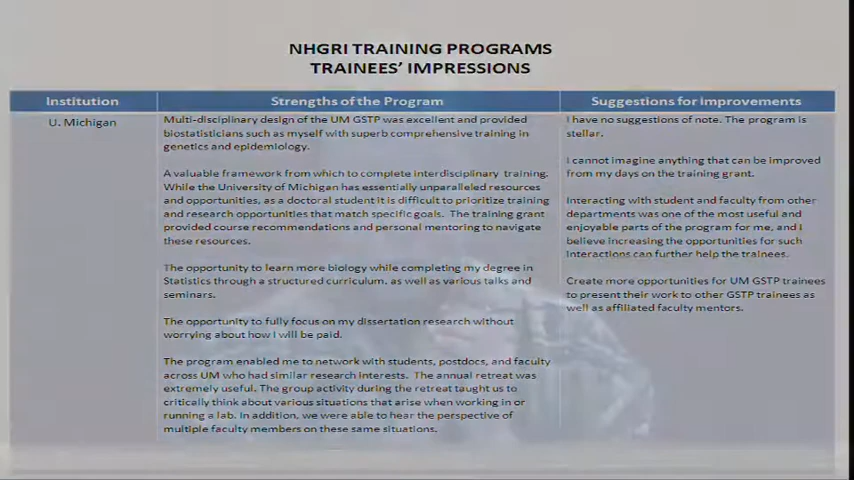 NHGRI TRAINING PROGRAMS
TRAINEES' IMPRESSIONS
Institution
Strengths of the Program
Suggestions for Improvements
U. Michigan
Multi-disciplinary design of the UM GSTP was excellent and provided
biostatisticians such as myself with superb comprehensive training in
genetics and epidemiology.
A valuable framework from which to complete interdisciplinary training.
While the University of Michigan has essentially unparalleled resources
and opportunities, as a doctoral student it is difficult to prioritize training
and research opportunities that match specific goals. The training grant
provided course recommendations and personal mentoring to navigate
these resources.
The opportunity to learn more biology while completing my degree in
Statistics through a structured curriculum, as well as various talks and
seminars.
The opportunity to fully focus on my dissertation research without
worrying about how I will be paid.
The program enabled me to network with students, postdocs, and faculty
across UM who had similar research interests. The annual retreat was
extremely useful. The group activity during the retreat taught us to
critically think about various situations that arise when working in or
running a lab. In addition, we were able to hear the perspective of
multiple faculty members on these same situations.
I have no suggestions of note. The program is
stellar.
I cannot imagine anything that can be improved
from my days on the training grant.
Interacting with student and faculty from other
departments was one of the most useful and
enjoyable parts of the program for me, and I
believe increasing the opportunities for such
interactions can further help the trainees.
Create more opportunities for UM GSTP trainees
to present their work to other GSTP trainees as
well as affiliated faculty mentors.